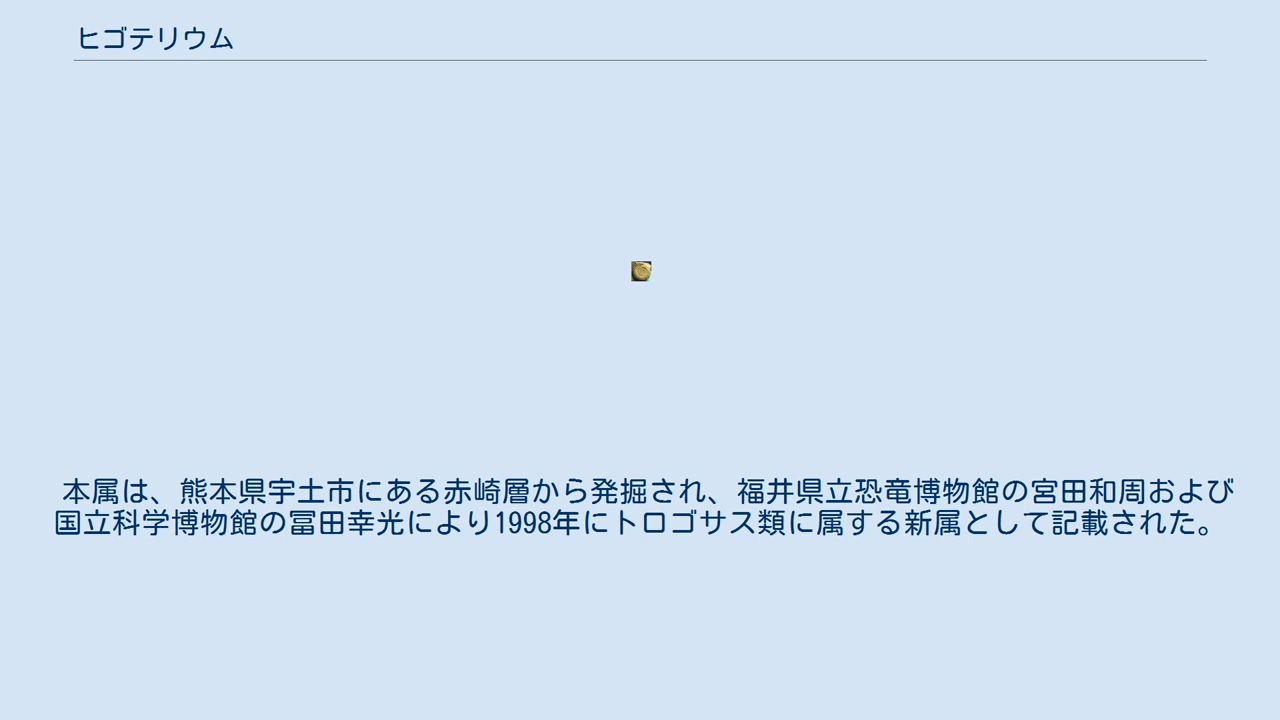 ヒゴテリウム
本属は、熊本県宇土市にある赤崎層から発掘され、福井県立恐竜博物館の宮田和周および
国立科学博物館の冨田幸光により1998年にトロゴサス類に属する新属として記載された。